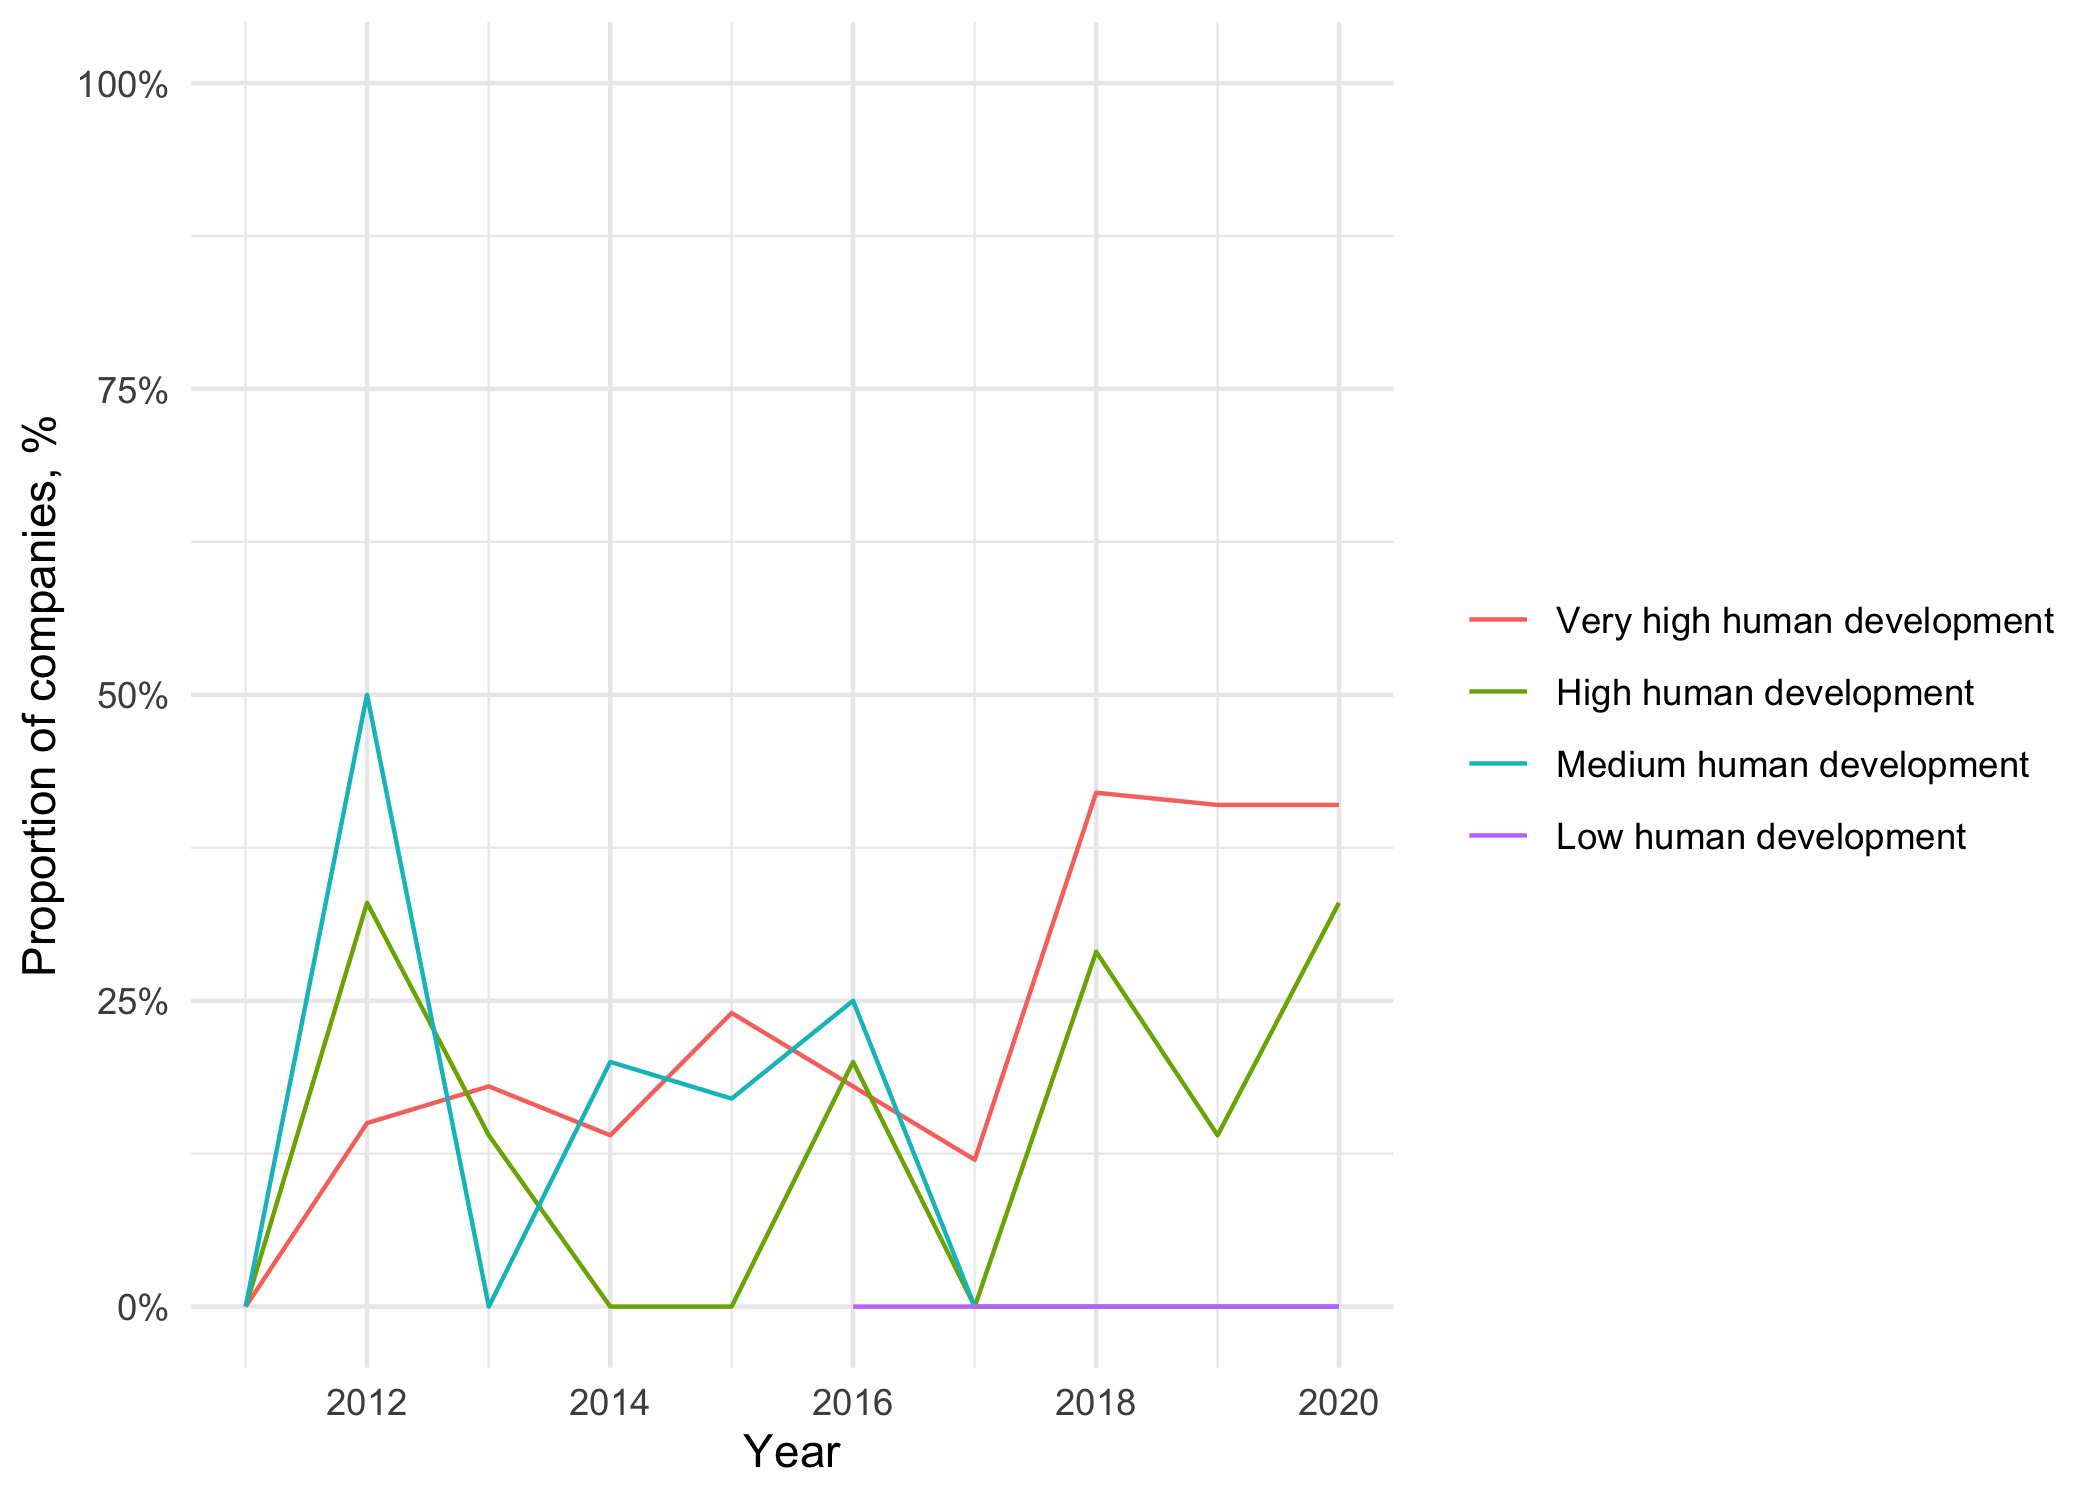 100%
75%
50%
25%
0%
Proportion of companies, %
2012
2014
2016
2018
2020
Year
Very high human development
High human development
Medium human development
Low human development